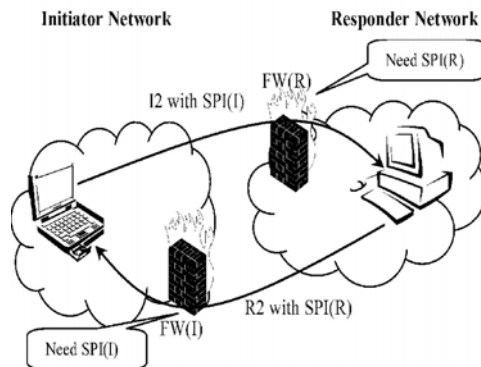 Initiator Network
Responder Network
Need SPI(R)
FW(R)
I2 with SPI(I)
R2 with SPI(R)
FW(I)
Need SPI(I)